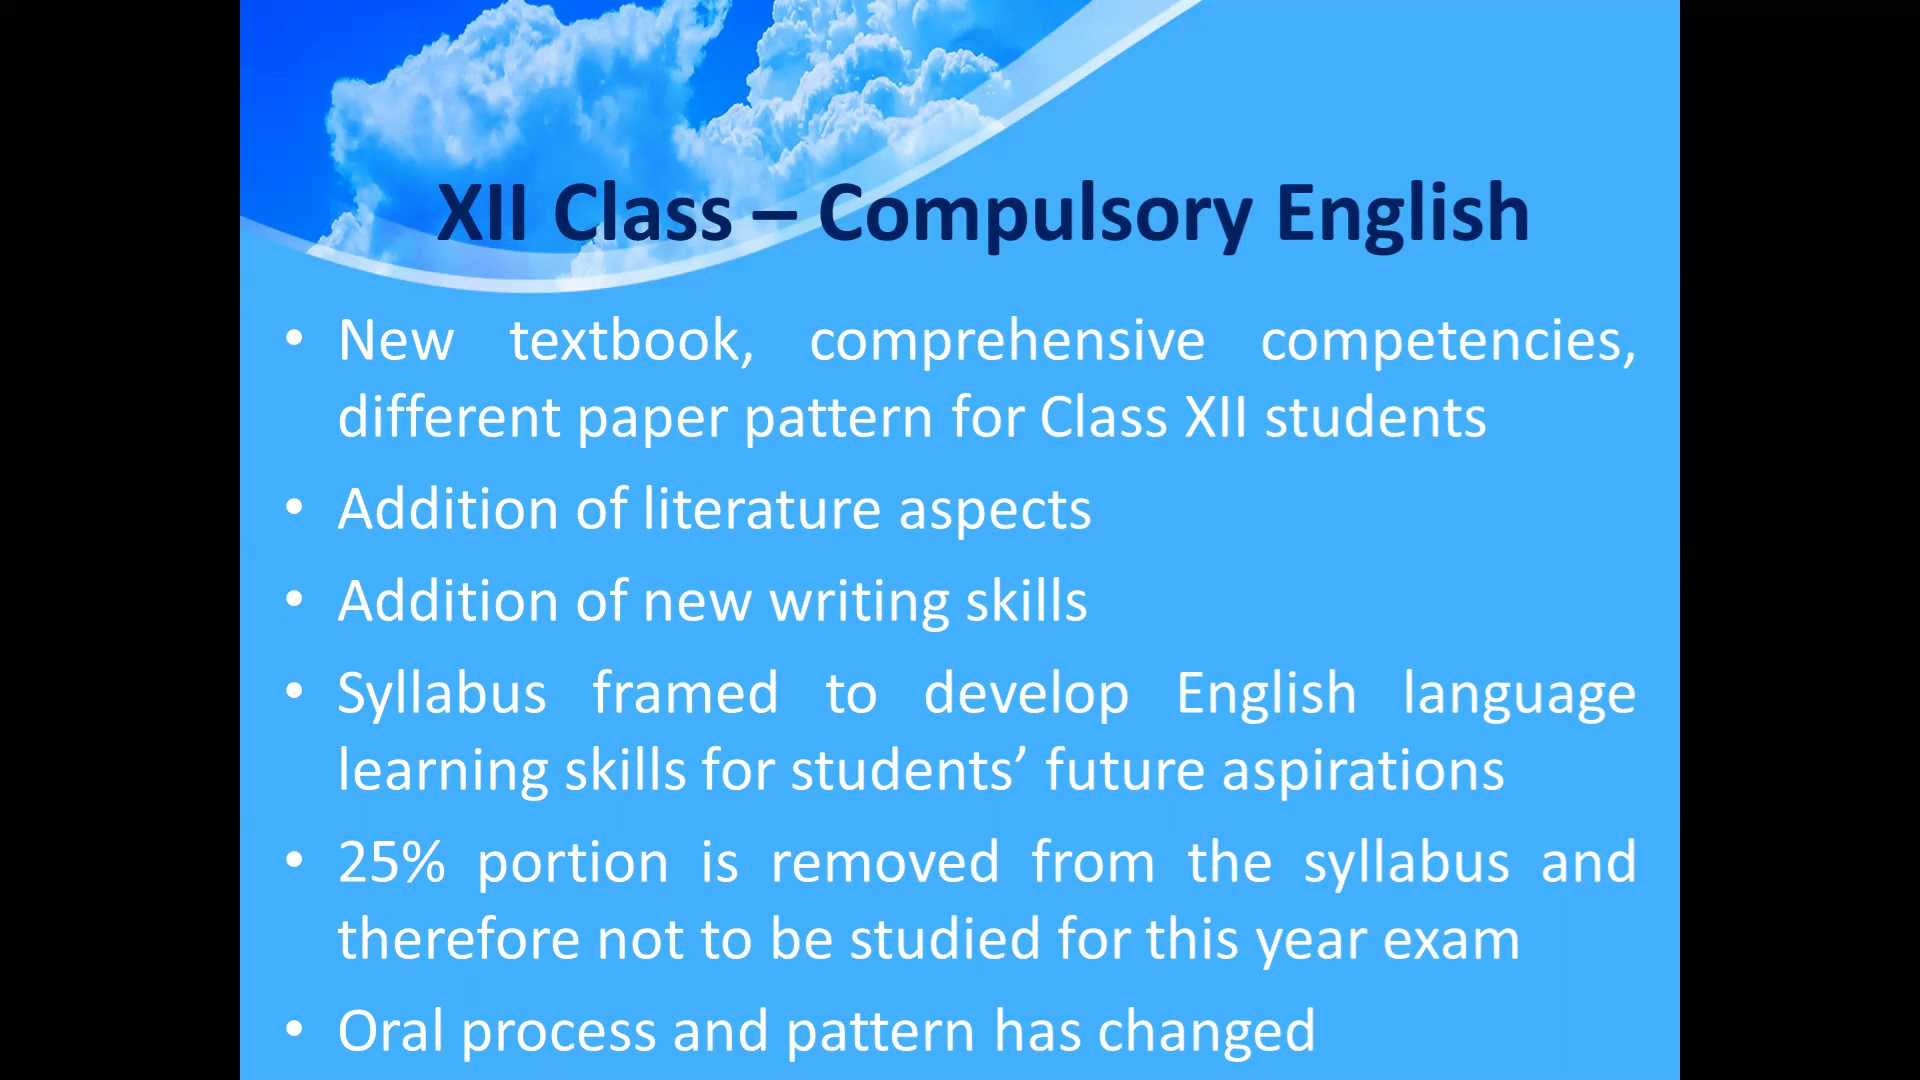 XII Class – Compulsory English
• New textbook, comprehensive competencies,
different paper pattern for Class XII students
• Addition of literature aspects
• Addition of new writing skills
• Syllabus framed to develop English language
learning skills for students’ future aspirations
• 25% portion is removed from the syllabus and
therefore not to be studied for this year exam
• Oral process and pattern has changed